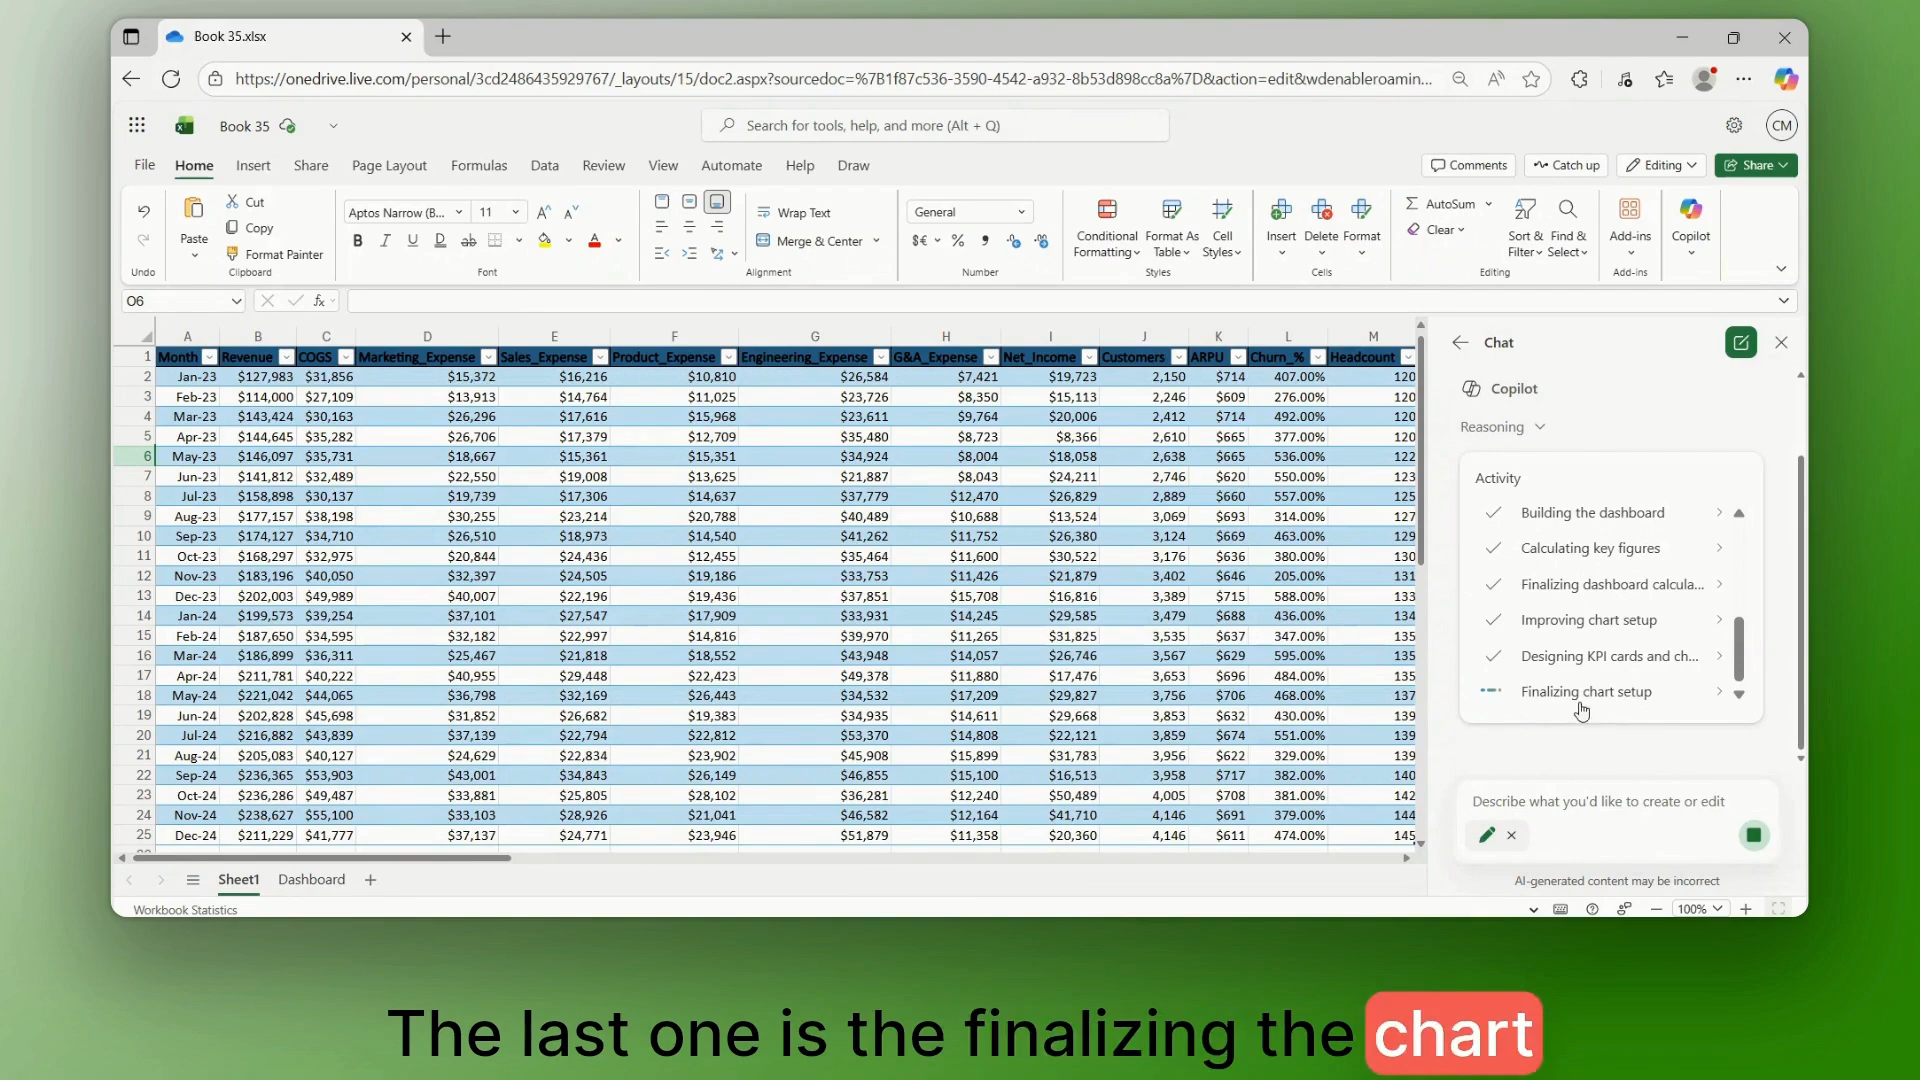 Book 35.xlsx
https://onedrive.live.com/personal/3cd2486435929767/_layouts/15/doc2.aspx?sourcedoc=%7B1f87c536-3590-4542-a932-8b53d898cc8a%7D&action=edit&wdenableroamin...
Book 35
Search for tools, help, and more (Alt + Q)
CM
File Home Insert Share Page Layout Formulas Data Review View Automate Help Draw
Comments Catch up Editing Share
Paste Cut Copy Format Painter
Aptos Narrow (B... 11
Wrap Text
Merge & Center
General
Conditional Formatting Format As Table Cell Styles
Insert Delete Format
AutoSum
Clear
Sort & Filter Find & Select
Add-ins
Copilot
Undo Clipboard Font Alignment Number Styles Cells Editing Add-ins
O6
fx
A B C D E F G H I J K L M
1 Month Revenue COGS Marketing_Expense Sales_Expense Product_Expense Engineering_Expense G&A_Expense Net_Income Customers ARPU Churn_% Headcount
2 Jan-23 $127,983 $31,856 $15,372 $16,216 $10,810 $26,584 $7,421 $19,723 2,150 $714 407.00% 120
3 Feb-23 $114,000 $27,109 $13,913 $14,764 $11,025 $23,726 $8,350 $15,113 2,246 $609 276.00% 120
4 Mar-23 $143,424 $30,163 $26,296 $17,616 $15,968 $23,611 $9,764 $20,006 2,412 $714 492.00% 120
5 Apr-23 $144,645 $35,282 $26,706 $17,379 $12,709 $35,480 $8,723 $8,366 2,610 $665 377.00% 120
6 May-23 $146,097 $35,731 $18,667 $15,361 $15,351 $34,924 $8,004 $18,058 2,638 $665 536.00% 122
7 Jun-23 $141,812 $32,489 $22,550 $19,008 $13,625 $21,887 $8,043 $24,211 2,746 $620 550.00% 123
8 Jul-23 $158,898 $30,137 $19,739 $17,306 $14,637 $37,779 $12,470 $26,829 2,889 $660 557.00% 125
9 Aug-23 $177,157 $38,198 $30,255 $23,214 $20,788 $40,489 $10,688 $13,524 3,069 $693 314.00% 127
10 Sep-23 $174,127 $34,710 $26,510 $18,973 $14,540 $41,262 $11,752 $26,380 3,124 $669 463.00% 129
11 Oct-23 $168,297 $32,975 $20,844 $24,436 $12,455 $35,464 $11,600 $30,522 3,176 $636 380.00% 130
12 Nov-23 $183,196 $40,050 $32,397 $24,505 $19,186 $33,753 $11,426 $21,879 3,402 $646 205.00% 131
13 Dec-23 $202,003 $49,989 $40,007 $22,196 $19,436 $37,851 $15,708 $16,816 3,389 $715 588.00% 133
14 Jan-24 $199,573 $39,254 $37,101 $27,547 $17,909 $33,931 $14,245 $29,585 3,479 $688 436.00% 134
15 Feb-24 $187,650 $34,595 $32,182 $22,997 $14,816 $39,970 $11,265 $31,825 3,535 $637 347.00% 135
16 Mar-24 $186,899 $36,311 $25,467 $21,818 $18,552 $43,948 $14,057 $26,746 3,567 $629 595.00% 135
17 Apr-24 $211,781 $40,222 $40,955 $29,448 $22,423 $49,378 $11,880 $17,476 3,653 $696 484.00% 135
18 May-24 $221,042 $44,065 $36,798 $32,169 $26,443 $34,532 $17,209 $29,827 3,756 $706 468.00% 137
19 Jun-24 $202,828 $45,698 $31,852 $26,682 $19,383 $34,935 $14,611 $29,668 3,853 $632 430.00% 139
20 Jul-24 $216,882 $43,839 $37,139 $22,794 $22,812 $53,370 $14,808 $22,121 3,859 $674 551.00% 139
21 Aug-24 $205,083 $40,127 $24,629 $22,834 $23,902 $45,908 $15,899 $31,783 3,956 $622 329.00% 139
22 Sep-24 $236,365 $53,903 $43,001 $34,843 $26,149 $46,855 $15,100 $16,513 3,958 $717 382.00% 140
23 Oct-24 $236,286 $49,487 $33,881 $25,805 $28,102 $36,281 $12,240 $50,489 4,005 $708 381.00% 142
24 Nov-24 $238,627 $55,100 $33,103 $28,926 $21,041 $46,582 $12,164 $41,710 4,146 $691 379.00% 144
25 Dec-24 $211,229 $41,777 $37,137 $24,771 $23,946 $51,879 $11,358 $20,360 4,146 $611 474.00% 145
Sheet1 Dashboard
Workbook Statistics
100%
Chat
Copilot
Reasoning
Activity
Building the dashboard
Calculating key figures
Finalizing dashboard calcula...
Improving chart setup
Designing KPI cards and ch...
Finalizing chart setup
Describe what you'd like to create or edit
AI-generated content may be incorrect
The last one is the finalizing the chart